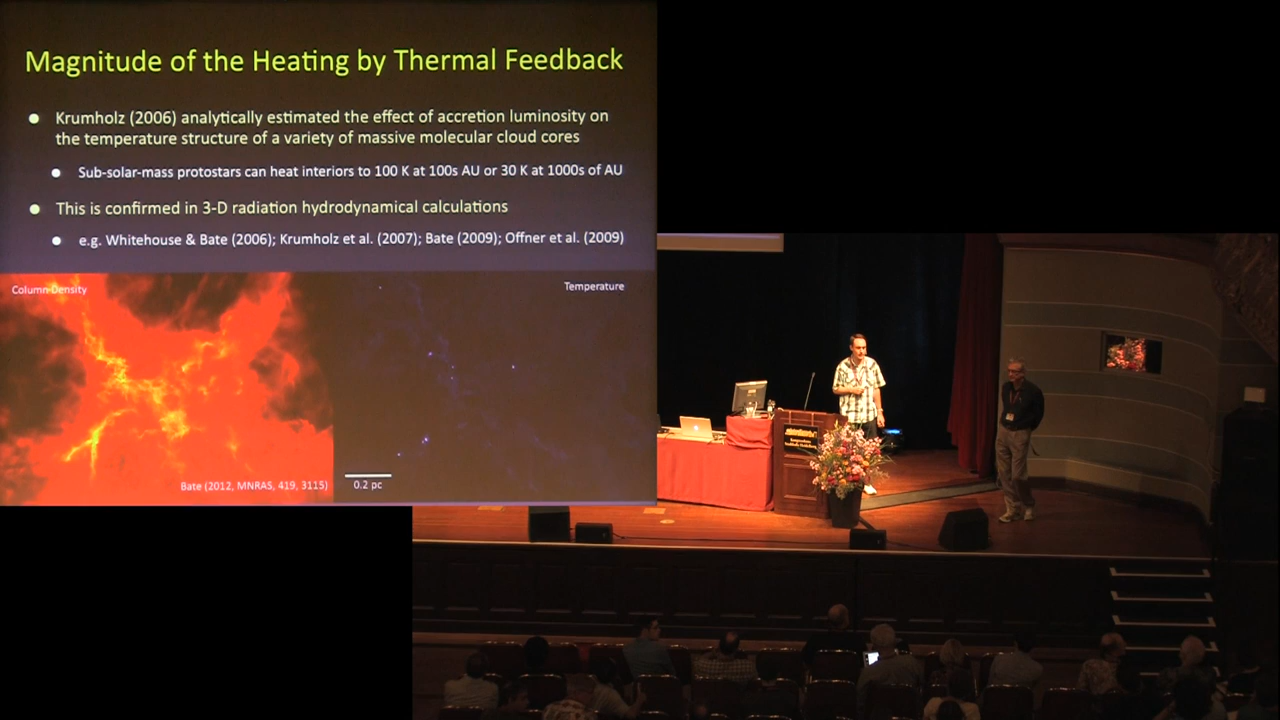 Magnitude of the Heating by Thermal Feedback
Krumholz (2006) analytically estimated the effect of accretion luminosity on
the temperature structure of a variety of massive molecular cloud cores
Sub-solar-mass protostars can heat interiors to 100 K at 100s AU or 30 K at 1000s of AU
This is confirmed in 3-D radiation hydrodynamical calculations
e.g. Whitehouse & Bate (2006); Krumholz et al. (2007); Bate (2009); Offner et al. (2009)
Column Density
Temperature
Bate (2012, MNRAS, 419, 3115)
0.2 pc